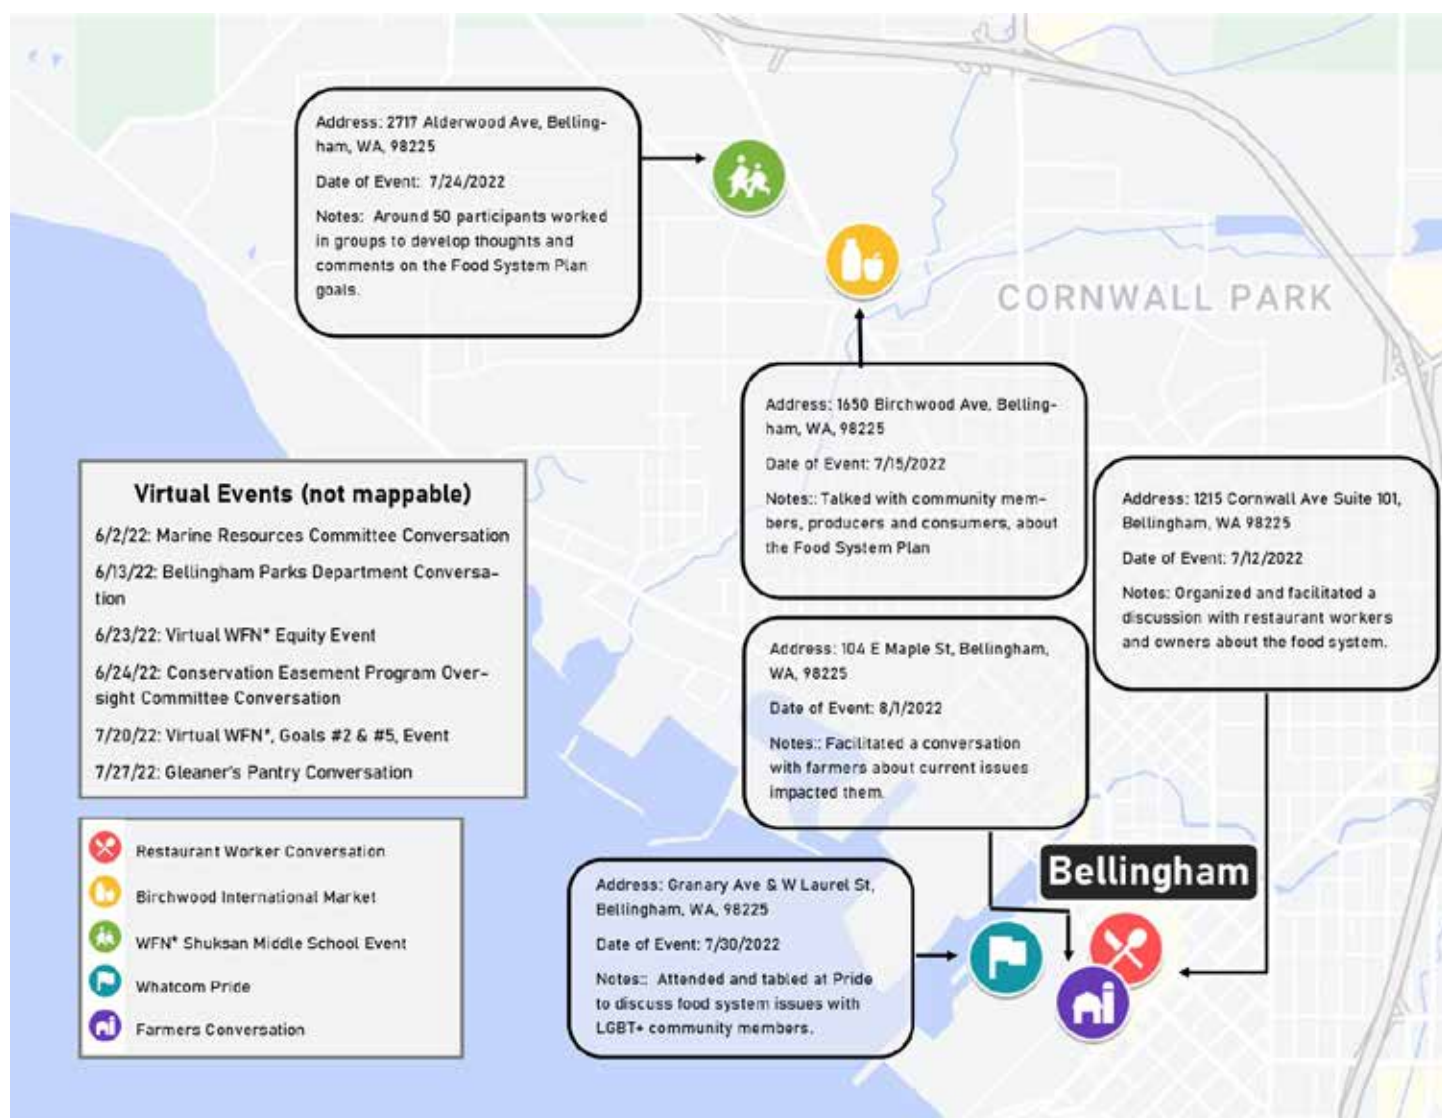 Address: 2717 Alderwood Ave, Belling-
ham, WA, 98225
Date of Event: 7/24/2022
Notes: Around 50 participants worked
in groups to develop thoughts and
comments on the Food System Plan
goals.
CORNWALL PARK
Address: 1650 Birchwood Ave, Belling-
ham, WA, 98225
Date of Event: 7/15/2022
Notes:: Talked with community mem-
bers, producers and consumers, about
the Food System Plan
Address: 1215 Cornwall Ave Suite 101,
Bellingham, WA 98225
Date of Event: 7/12/2022
Notes: Organized and facilitated a
discussion with restaurant workers
and owners about the food system.
Virtual Events (not mappable)
6/2/22: Marine Resources Committee Conversation
6/13/22: Bellingham Parks Department Conversa-
tion
6/23/22: Virtual WFN* Equity Event
6/24/22: Conservation Easement Program Over-
sight Committee Conversation
7/20/22: Virtual WFN*, Goals #2 & #5, Event
7/27/22: Gleaner's Pantry Conversation
Address: 104 E Maple St, Bellingham,
WA, 98225
Date of Event: 8/1/2022
Notes:: Facilitated a conversation
with farmers about current issues
impacted them.
Restaurant Worker Conversation
Birchwood International Market
WFN* Shuksan Middle School Event
Whatcom Pride
Farmers Conversation
Address: Granary Ave & W Laurel St,
Bellingham, WA, 98225
Date of Event: 7/30/2022
Notes:: Attended and tabled at Pride
to discuss food system issues with
LGBT+ community members.
Bellingham